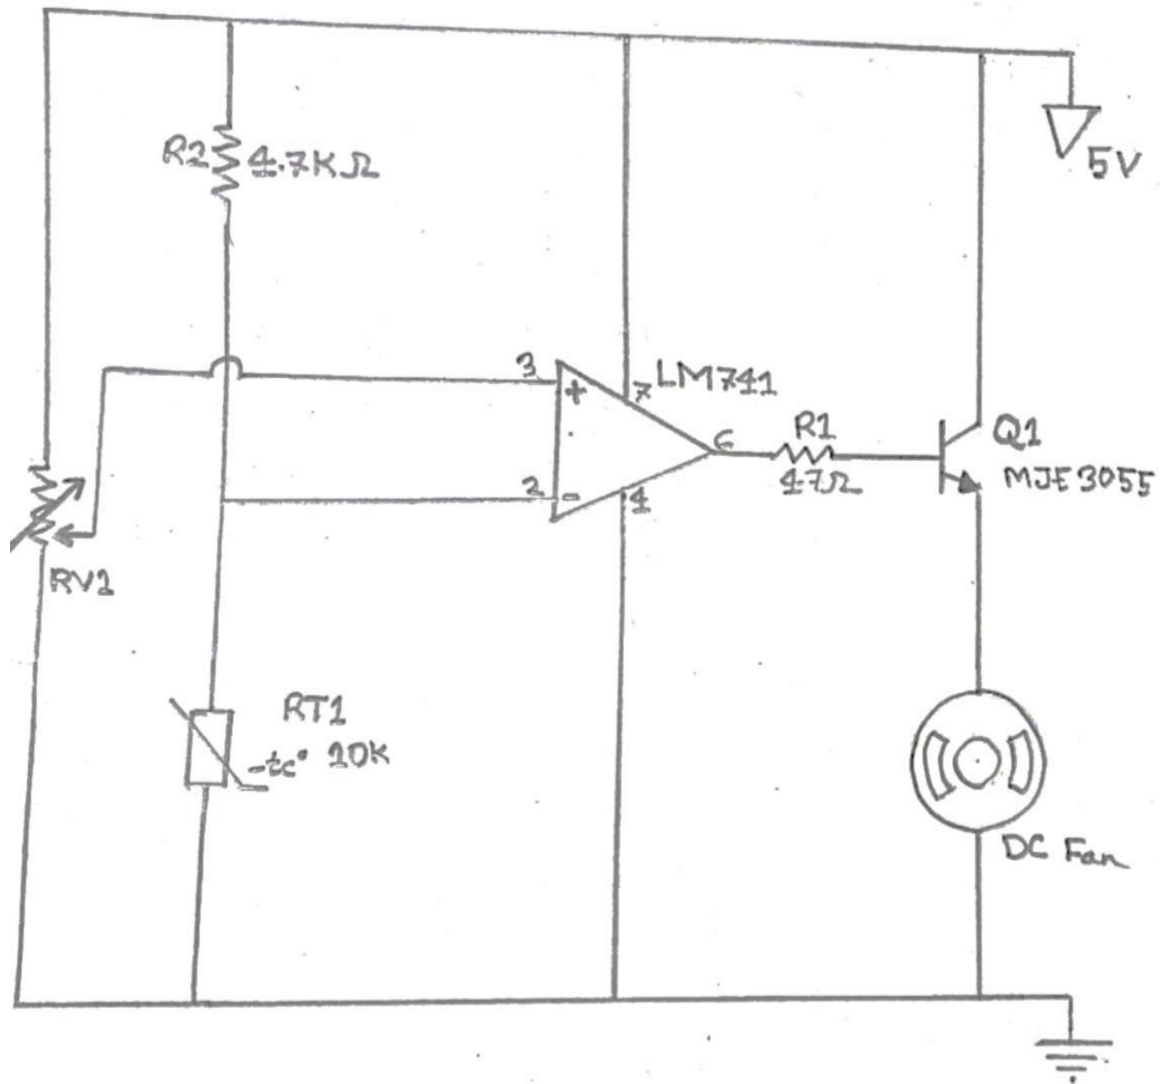 5V
R2 4.7KΩ
3
+
7
LM741
6
R1
47Ω
Q1
MJE3055
2
-
4
RV1
RT1
-tc° 10K
DC Fan